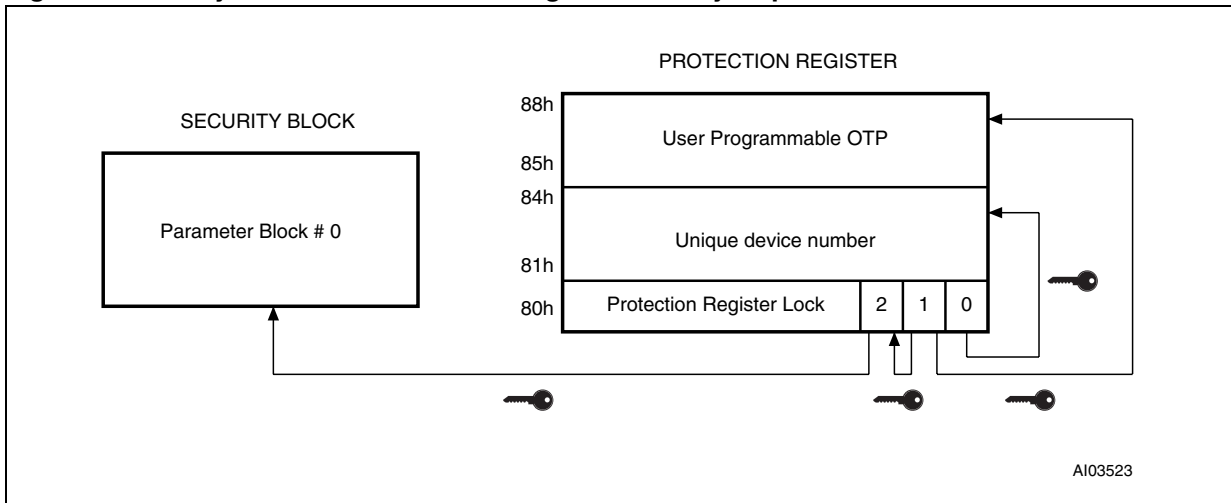 PROTECTION REGISTER
SECURITY BLOCK
88h
User Programmable OTP
85h
84h
Parameter Block # 0
Unique device number
81h
80h
Protection Register Lock 2 1 0
AI03523